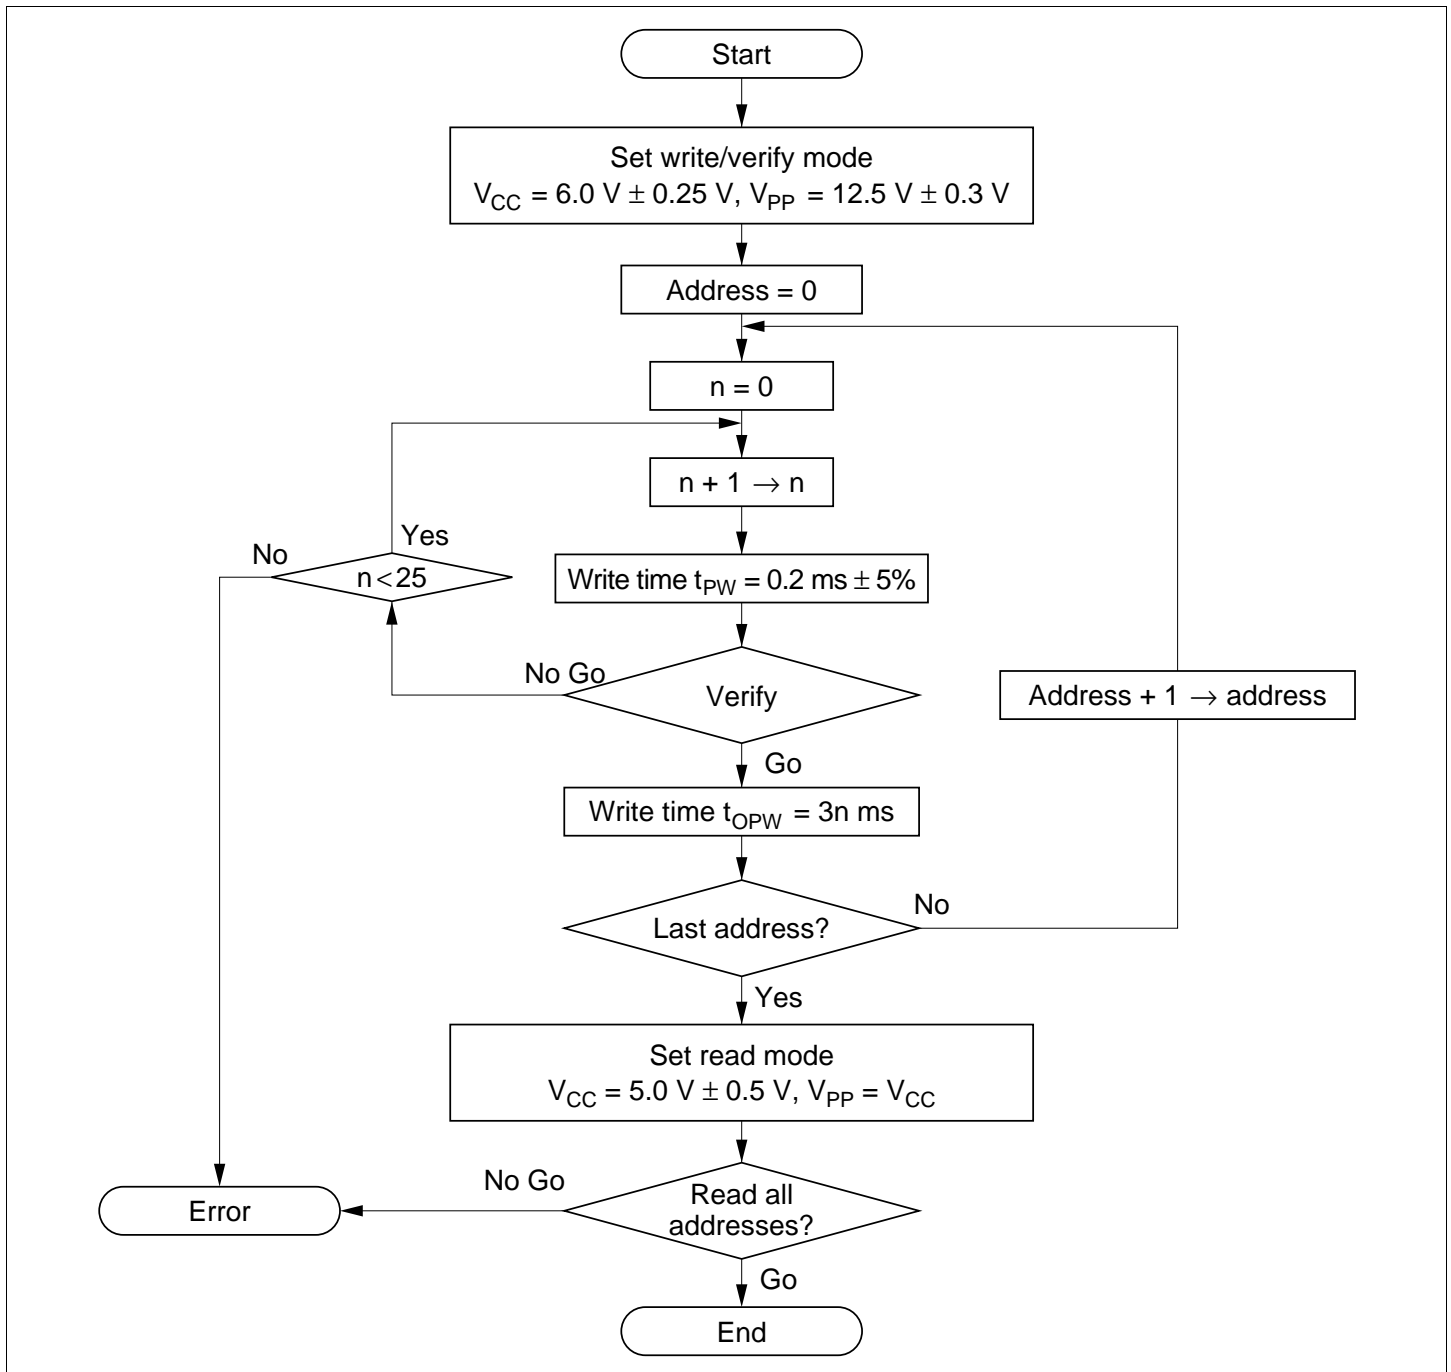 Start
Set write/verify mode
VCC = 6.0 V ± 0.25 V, VPP = 12.5 V ± 0.3 V
Address = 0
n = 0
n + 1 → n
Yes
No
n<25
Write time tPW = 0.2 ms ± 5%
No Go
Verify
Address + 1 → address
Go
Write time tOPW = 3n ms
No
Last address?
Yes
Set read mode
VCC = 5.0 V ± 0.5 V, VPP = VCC
No Go
Read all
addresses?
Error
Go
End